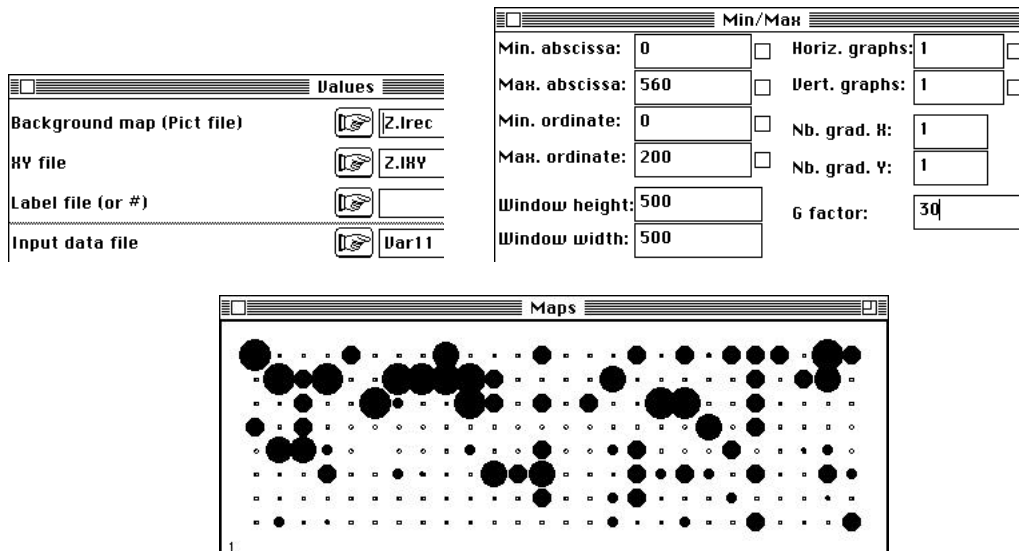 Values
Background map (Pict file) Z.Irec
XY file Z.IXY
Label file (or #)
Input data file Var11
Min/Max
Min. abscissa: 0 Horiz. graphs: 1
Max. abscissa: 560 Vert. graphs: 1
Min. ordinate: 0 Nb. grad. X: 1
Max. ordinate: 200 Nb. grad. Y: 1
Window height: 500 G factor: 30
Window width: 500
Maps
1